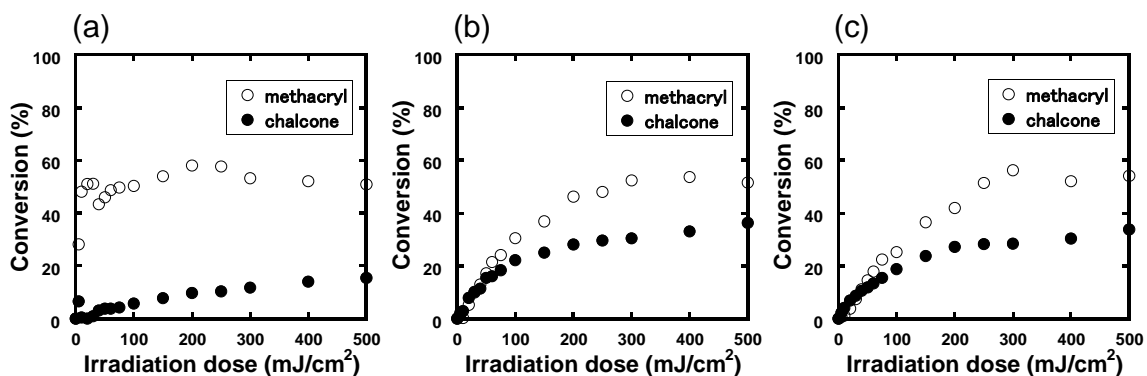 (a)
Conversion (%)
100
80
60
40
20
0
methacryl
chalcone
0 100 200 300 400 500
Irradiation dose (mJ/cm²)
(b)
Conversion (%)
100
80
60
40
20
0
methacryl
chalcone
0 100 200 300 400 500
Irradiation dose (mJ/cm²)
(c)
Conversion (%)
100
80
60
40
20
0
methacryl
chalcone
0 100 200 300 400 500
Irradiation dose (mJ/cm²)